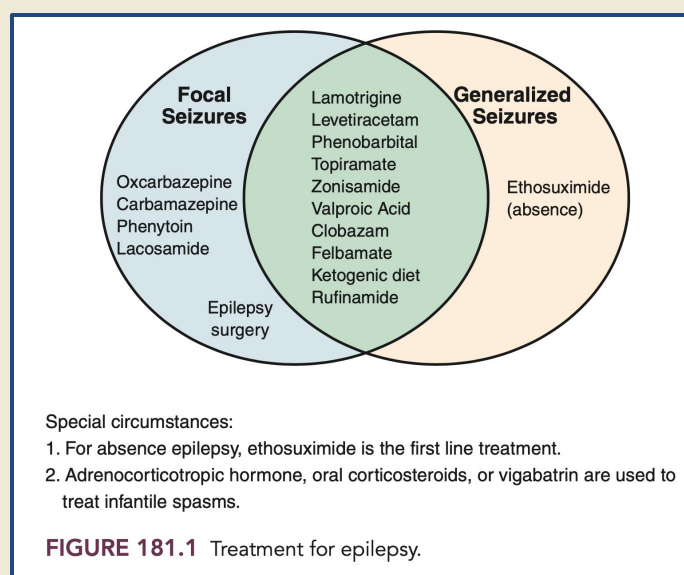 Focal
Seizures
Oxcarbazepine
Carbamazepine
Phenytoin
Lacosamide
Epilepsy
surgery
Lamotrigine
Levetiracetam
Phenobarbital
Topiramate
Zonisamide
Valproic Acid
Clobazam
Felbamate
Ketogenic diet
Rufinamide
Generalized
Seizures
Ethosuximide
(absence)
Special circumstances:
1. For absence epilepsy, ethosuximide is the first line treatment.
2. Adrenocorticotropic hormone, oral corticosteroids, or vigabatrin are used to
treat infantile spasms.
FIGURE 181.1 Treatment for epilepsy.